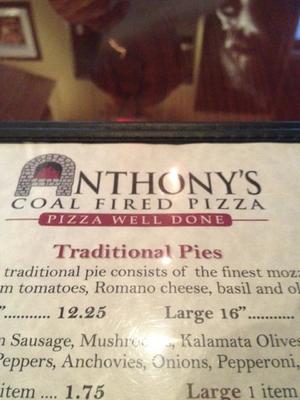 ANTHONY'S
COAL FIRED PIZZA
PIZZA WELL DONE
Traditional Pies
traditional pie consists of the finest mozz
m tomatoes, Romano cheese, basil and ol
"........... 12.25 Large 16"...........
n Sausage, Mushrooms, Kalamata Olives
Peppers, Anchovies, Onions, Pepperoni,
item .... 1.75 Large 1 item